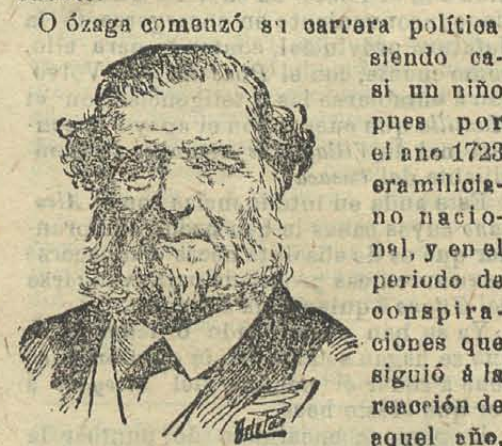 O ózaga comenzó su carrera política
siendo ca-
si un niño
pues por
el ano 1723
era milicia-
no nacio-
nal, y en el
periodo de
conspira-
ciones que
siguió á la
reacción de
aquel año,